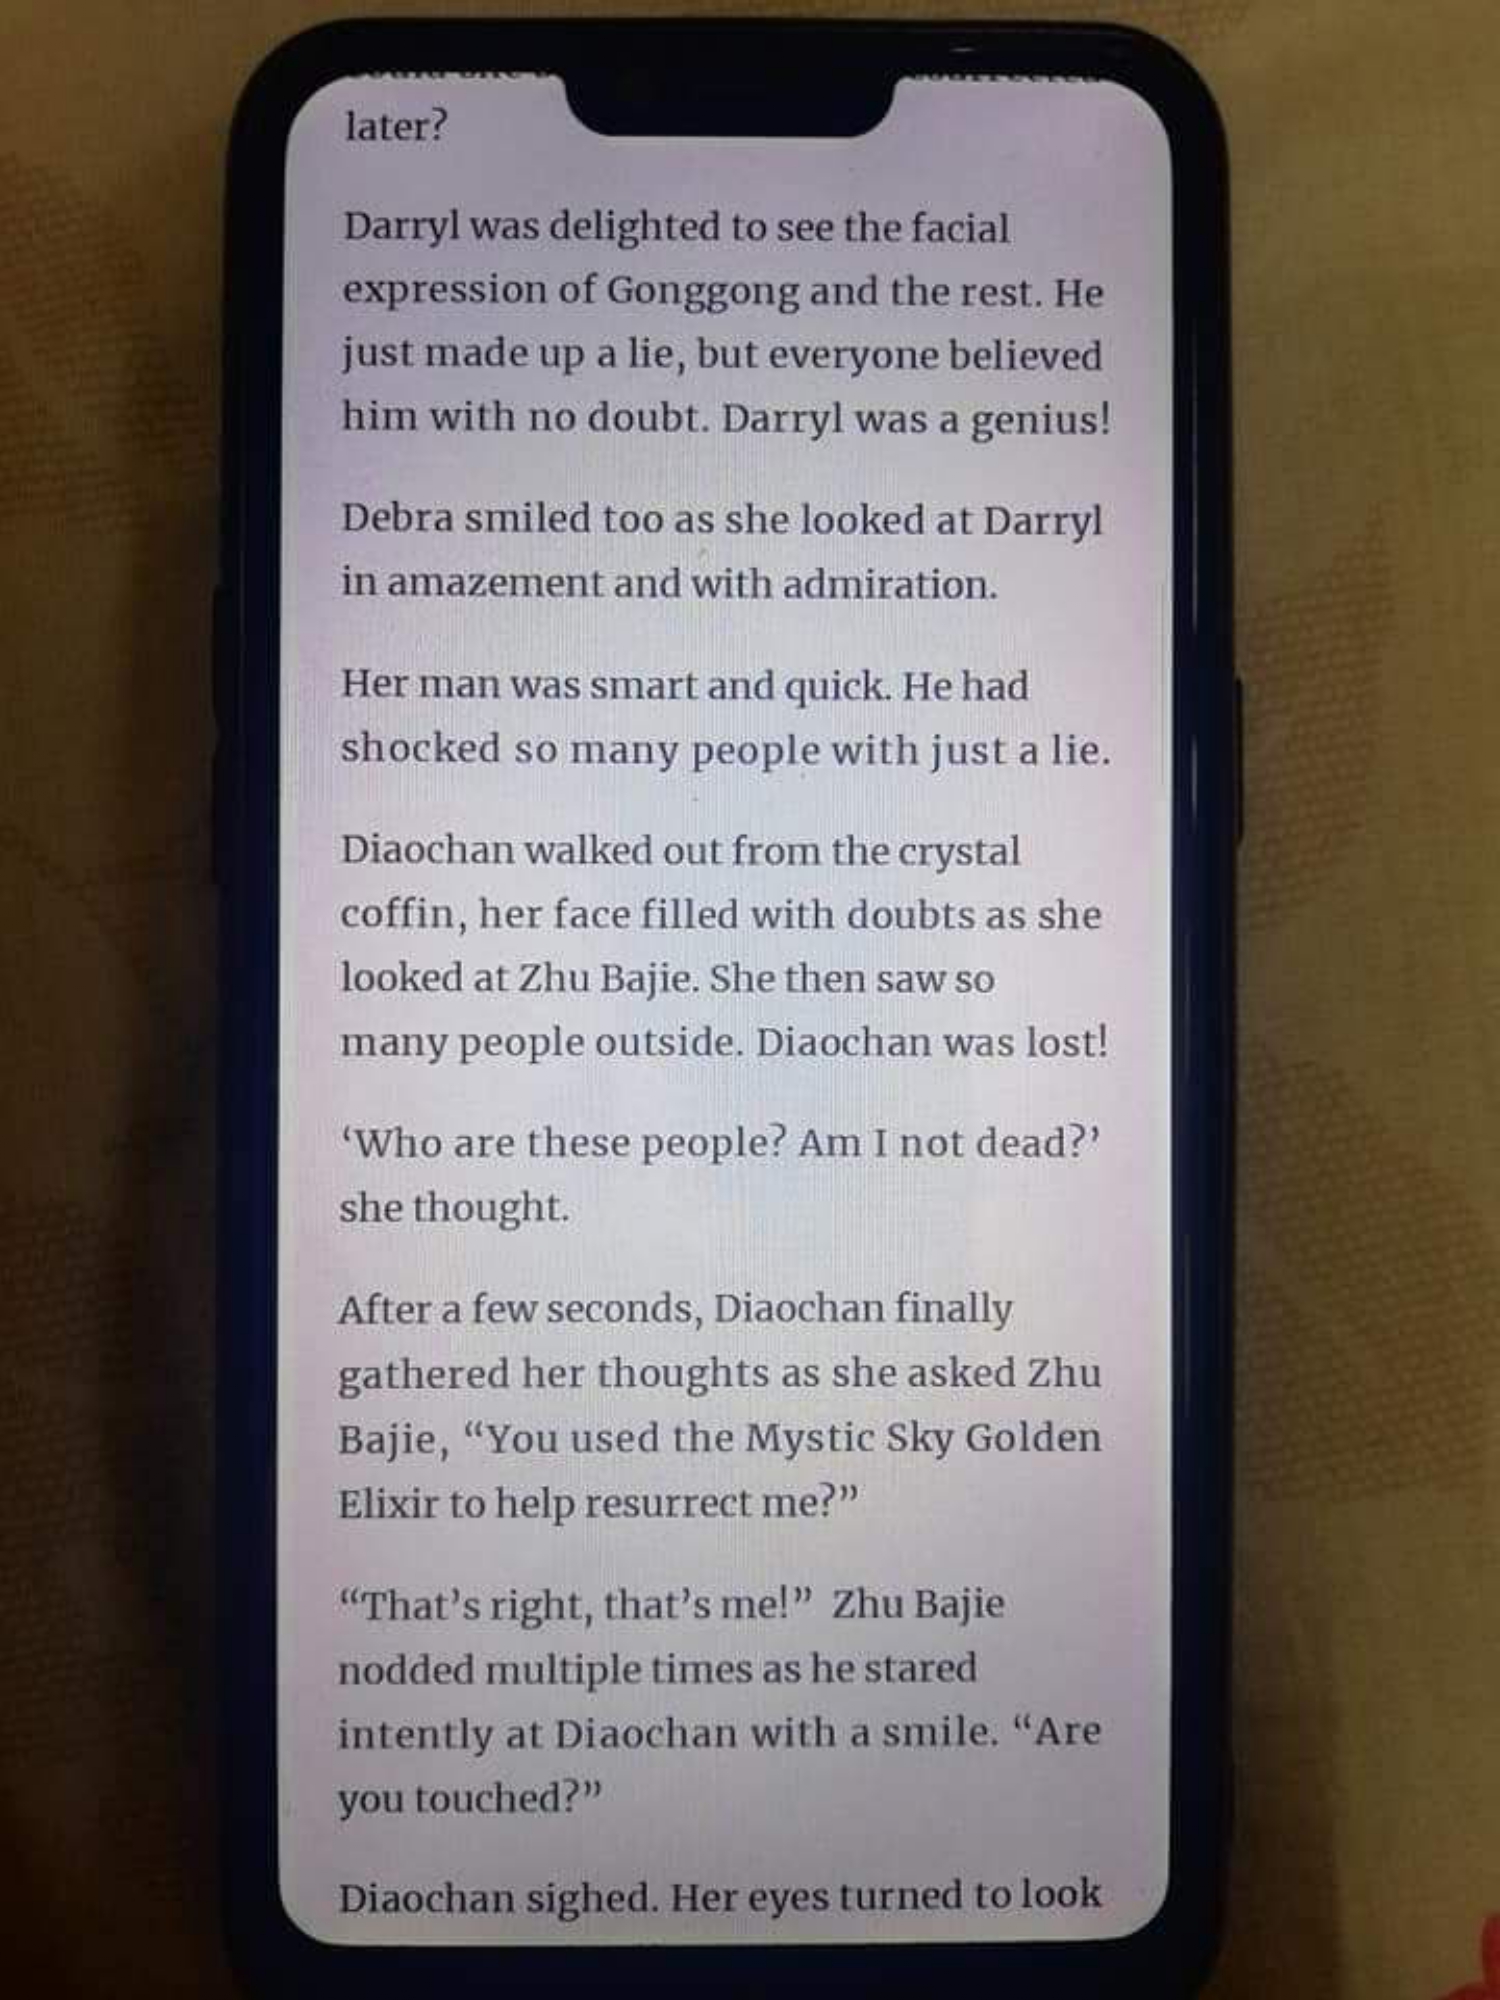 later?
Darryl was delighted to see the facial
expression of Gonggong and the rest. He
just made up a lie, but everyone believed
him with no doubt. Darryl was a genius!
Debra smiled too as she looked at Darryl
in amazement and with admiration.
Her man was smart and quick. He had
shocked so many people with just a lie.
Diaochan walked out from the crystal
coffin, her face filled with doubts as she
looked at Zhu Bajie. She then saw so
many people outside. Diaochan was lost!
‘Who are these people? Am I not dead?’
she thought.
After a few seconds, Diaochan finally
gathered her thoughts as she asked Zhu
Bajie, “You used the Mystic Sky Golden
Elixir to help resurrect me?”
“That’s right, that’s me!”  Zhu Bajie
nodded multiple times as he stared
intently at Diaochan with a smile. “Are
you touched?”
Diaochan sighed. Her eyes turned to look